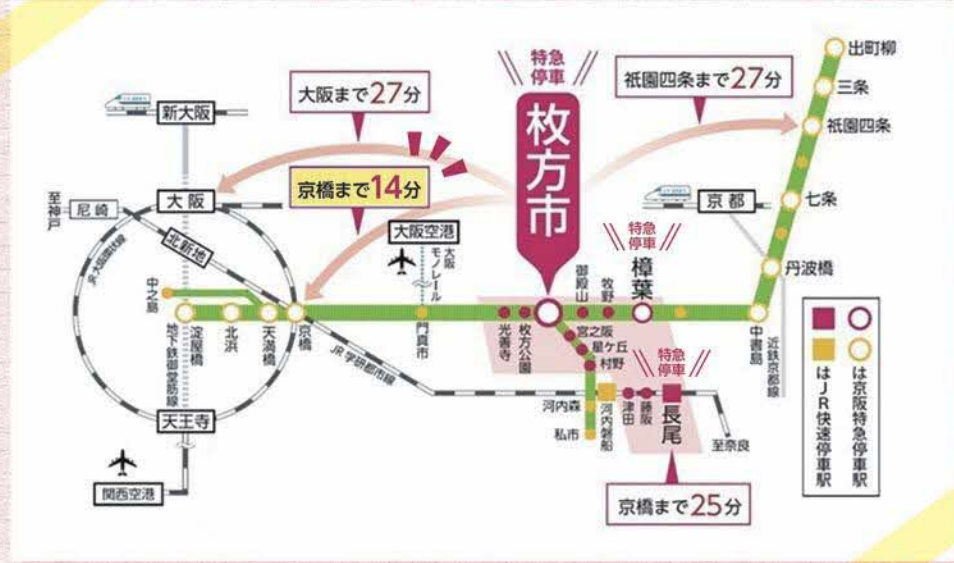 大阪まで27分
特急
停車
祇園四条まで27分
枚方市
京橋まで14分
出町柳
三条
祇園四条
七条
京都
丹波橋
中書島
近鉄京都線
新大阪
大阪
至神戸
尼崎
北新地
JR大阪環状線
中之島
淀屋橋
地下鉄御堂筋線
北浜
天満橋
京橋
大阪空港
大阪
モノレール
門真市
光善寺
枚方公園
御殿山
牧野
特急
停車
樟葉
宮之阪
星ケ丘
村野
特急
停車
JR学研都市線
河内森
私市
河内磐船
津田
藤阪
長尾
至奈良
天王寺
関西空港
京橋まで25分
は京阪特急停車駅
はJR快速停車駅